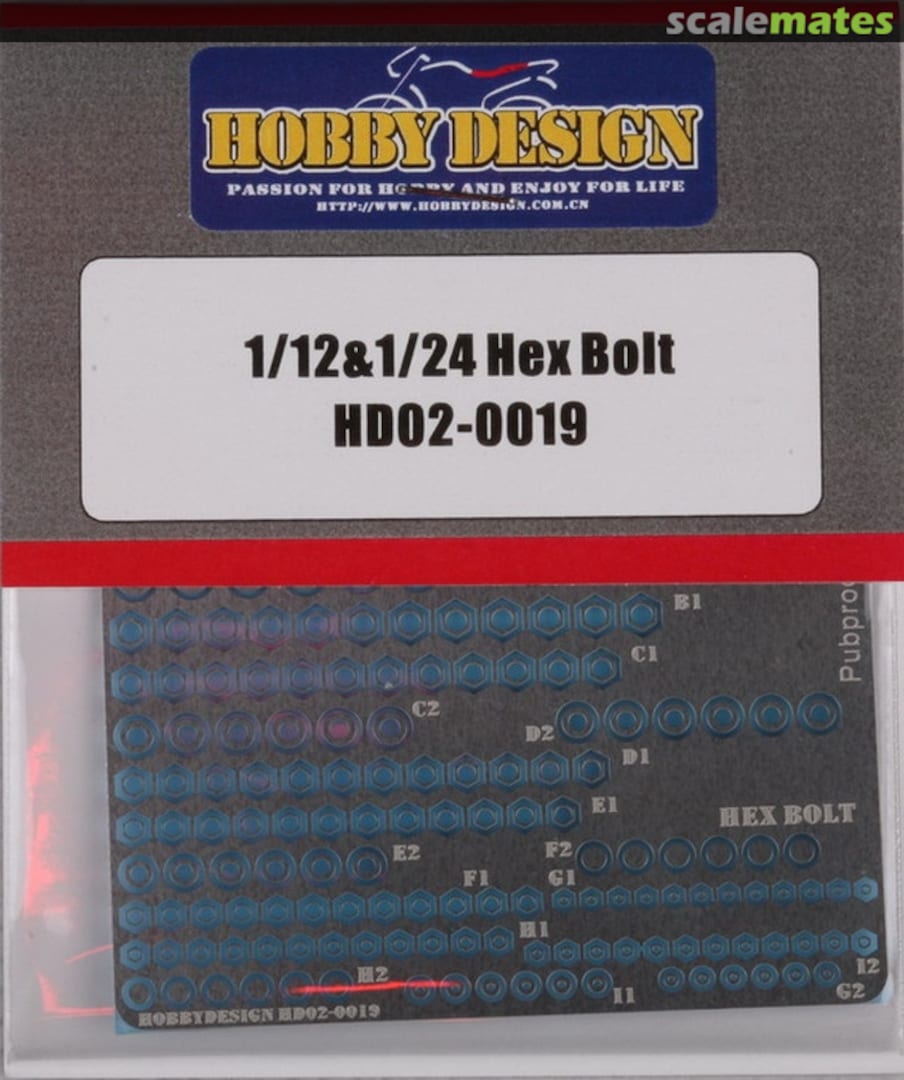 scalemates
HOBBY DESIGN
PASSION FOR HOBBY AND ENJOY FOR LIFE
HTTP://WWW.HOBBYDESIGN.COM.CN
1/12&1/24 Hex Bolt
HD02-0019
B1
C1
C2
D2
D1
E1
HEX BOLT
E2
F2
F1
G1
H1
H2
I2
I1
G2
HOBBYDESIGN HD02-0019